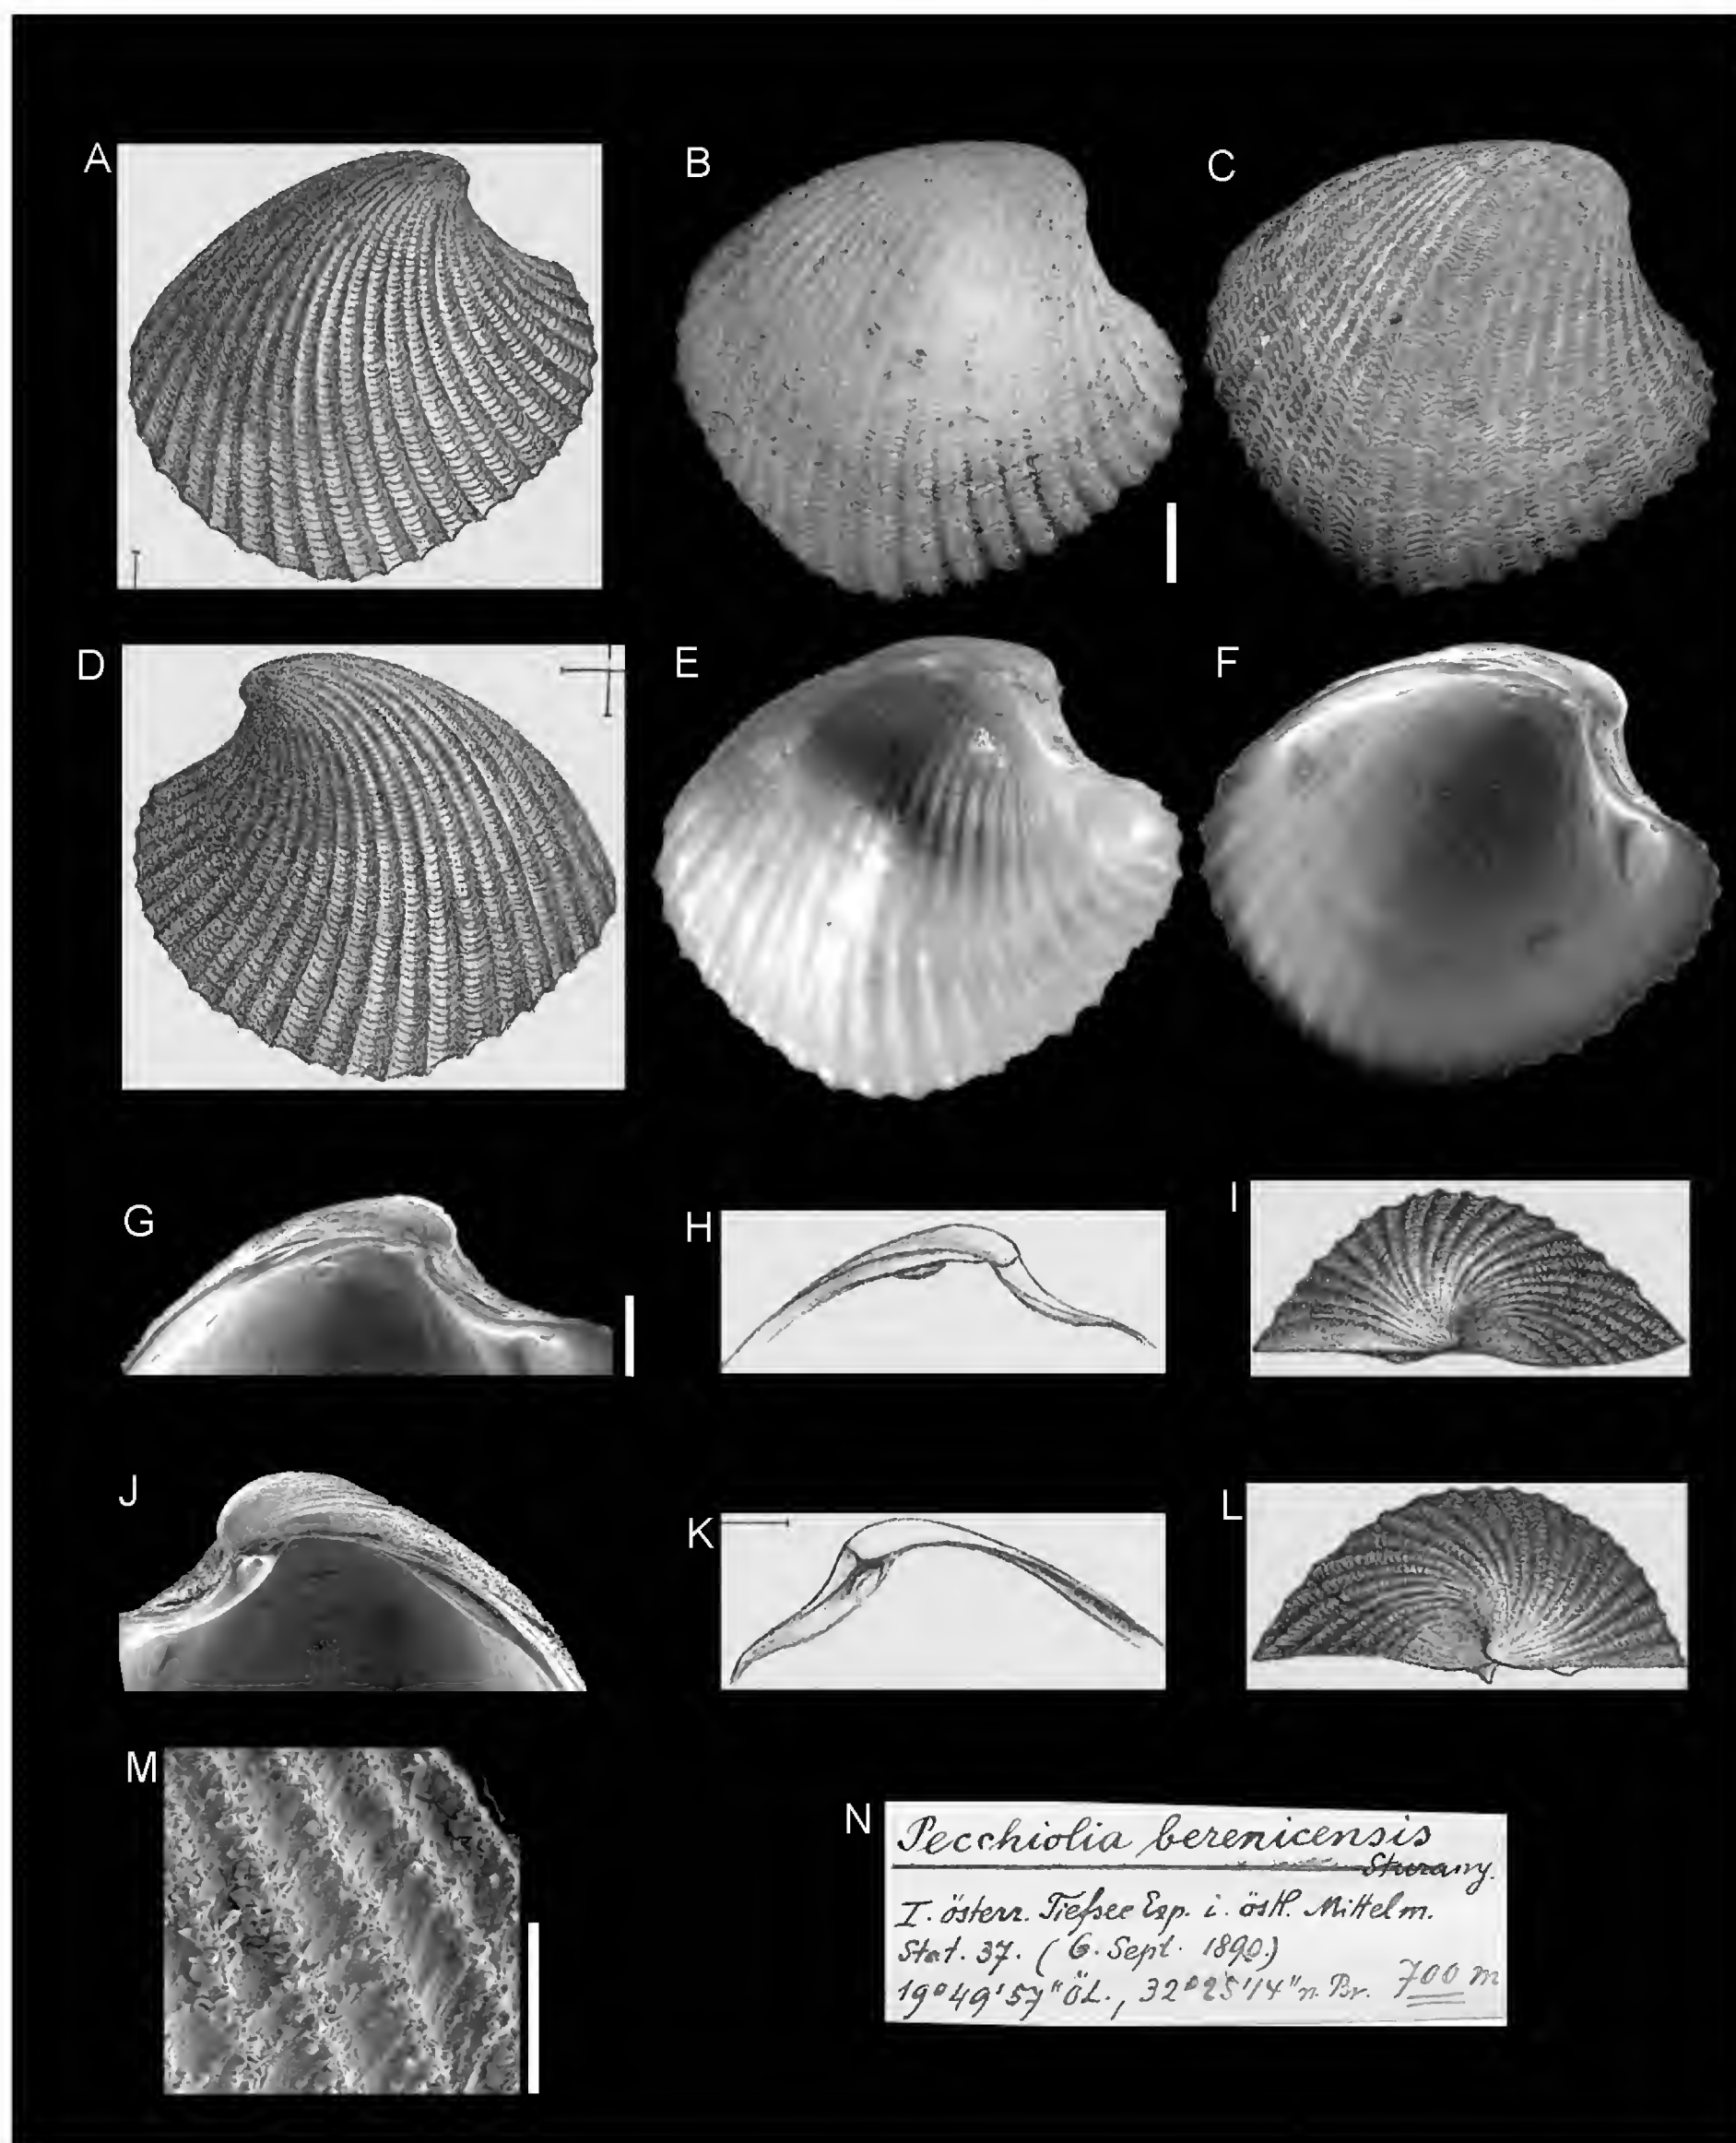 A
B
C
D
E
F
G
H
I
J
K
L
M
N
Pecchiolia berenicensis
Sturany.
I. österr. Tiefsee Exp. i. östl. Mittelm.
Stat. 37. (6. Sept. 1890.)
19°49'57" ÖL., 32°25'14" n. Br. 700 m